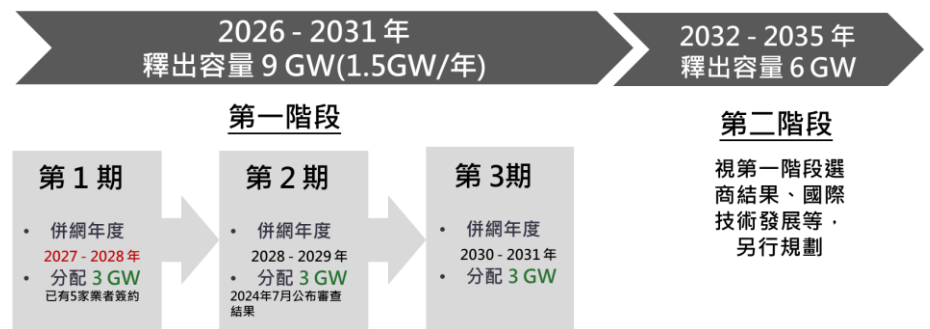 2026 - 2031 年
釋出容量 9 GW(1.5GW/年)
2032 - 2035 年
釋出容量 6 GW
第一階段
第二階段
第 1 期
• 併網年度
2027 - 2028 年
• 分配 3 GW
已有5家業者簽約
第 2 期
• 併網年度
2028 - 2029 年
• 分配 3 GW
2024年7月公布審查
結果
第 3期
• 併網年度
2030 - 2031 年
• 分配 3 GW
視第一階段選
商結果、國際
技術發展等，
另行規劃